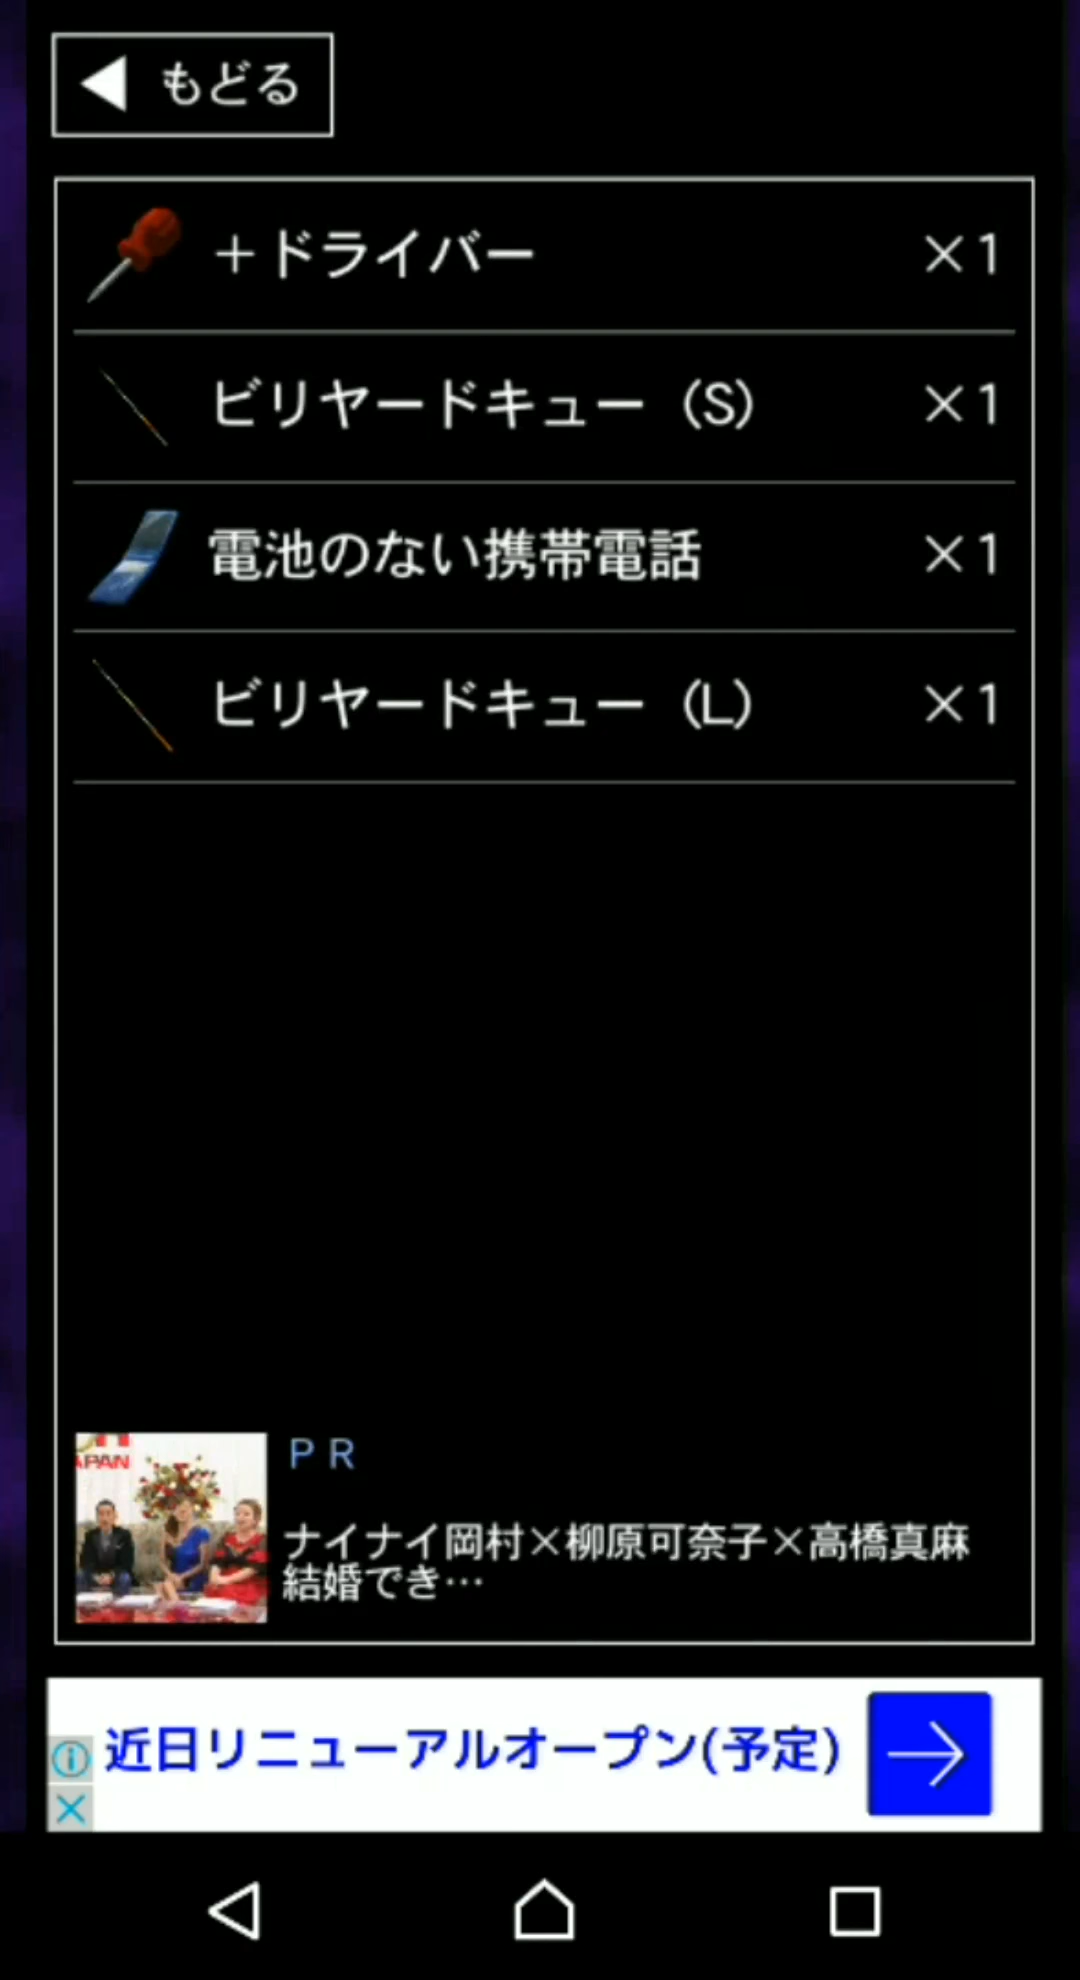 もどる
＋ドライバー ×1
ビリヤードキュー（S） ×1
電池のない携帯電話 ×1
ビリヤードキュー（L） ×1
APAN
ＰＲ
ナイナイ岡村×柳原可奈子×高橋真麻
結婚でき…
近日リニューアルオープン(予定)